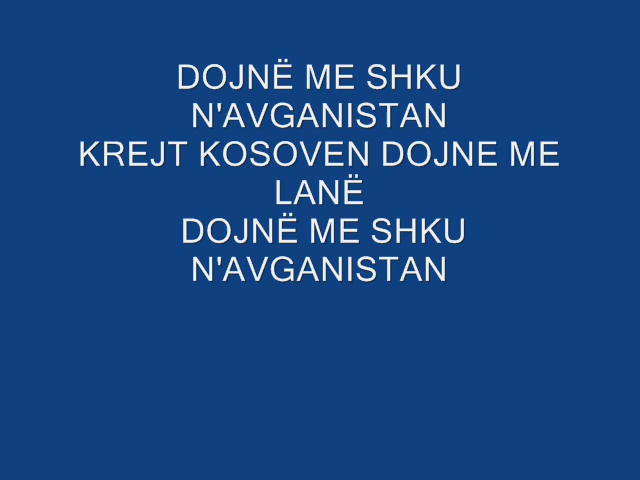 DOJNË ME SHKU
N'AVGANISTAN
KREJT KOSOVEN DOJNE ME
LANË
DOJNË ME SHKU
N'AVGANISTAN